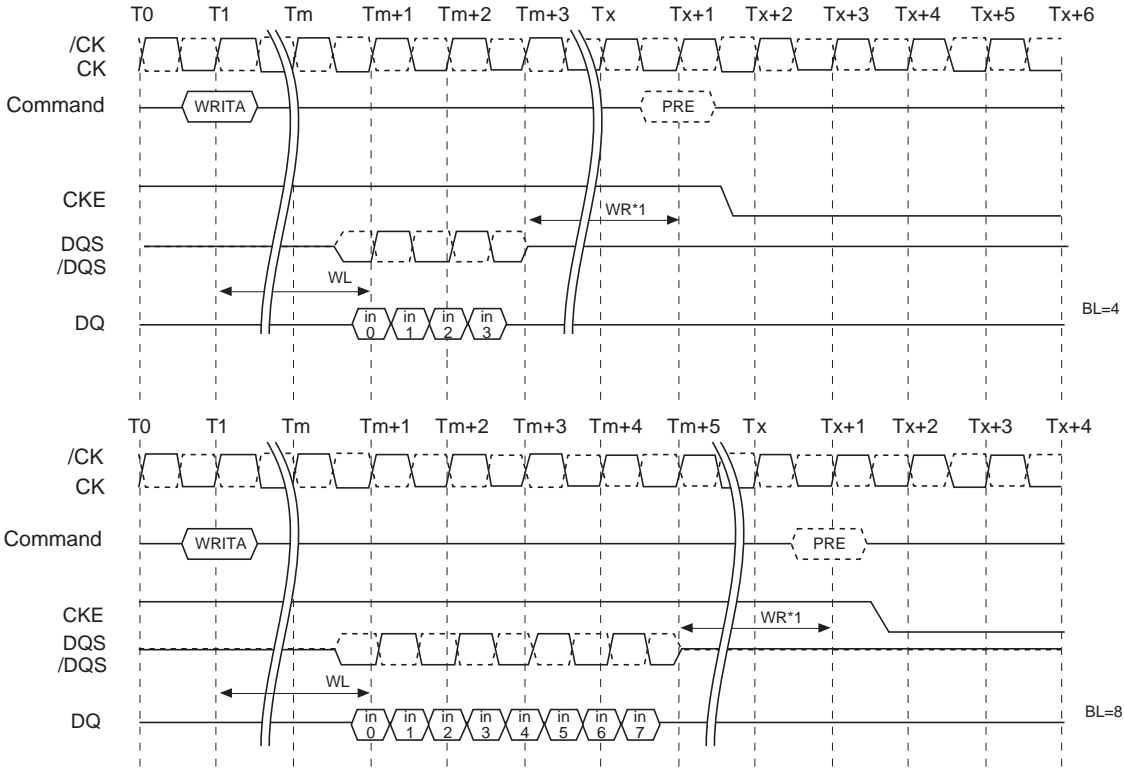 T0 T1 Tm Tm+1 Tm+2 Tm+3 Tx Tx+1 Tx+2 Tx+3 Tx+4 Tx+5 Tx+6
/CK
CK
Command WRITA PRE
CKE
WR*1
DQS
/DQS
WL
DQ in 0 in 1 in 2 in 3 BL=4
T0 T1 Tm Tm+1 Tm+2 Tm+3 Tm+4 Tm+5 Tx Tx+1 Tx+2 Tx+3 Tx+4
/CK
CK
Command WRITA PRE
CKE WR*1
DQS
/DQS
WL
DQ in 0 in 1 in 2 in 3 in 4 in 5 in 6 in 7 BL=8